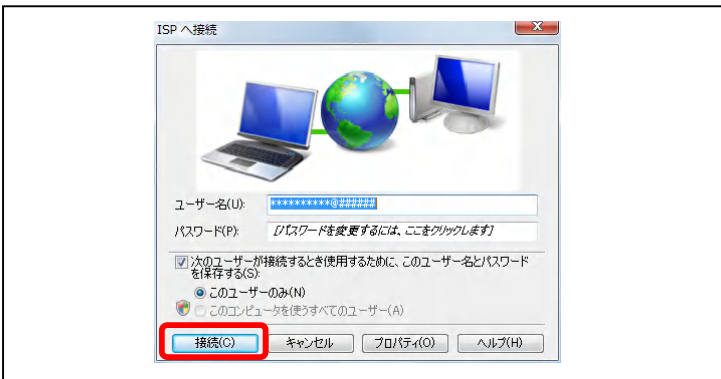 ISP へ接続
ユーザー名(U):
**********@######
パスワード(P):
[パスワードを変更するには、ここをクリックします]
次のユーザーが接続するとき使用するために、このユーザー名とパスワード
を保存する(S):
このユーザーのみ(N)
このコンピュータを使うすべてのユーザー(A)
接続(C)
キャンセル
プロパティ(O)
ヘルプ(H)